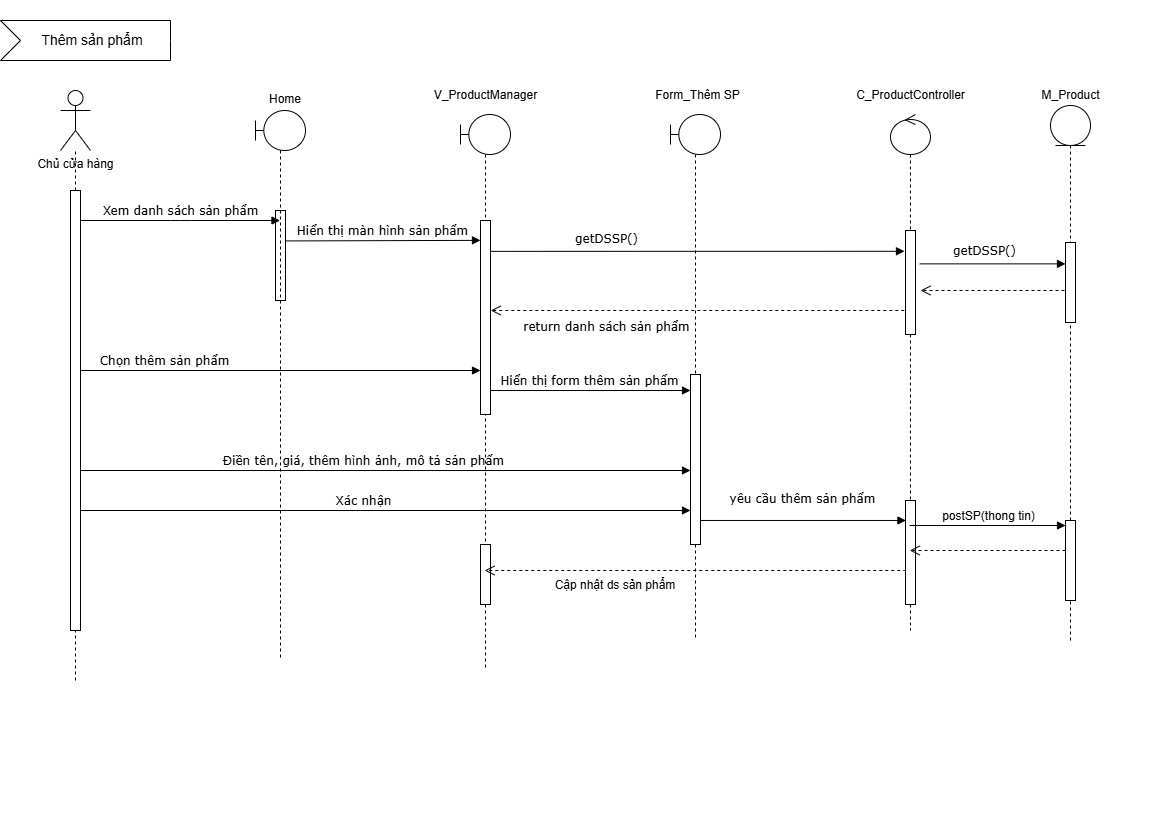 Thêm sản phẩm
Home
V_ProductManager
Form_Thêm SP
C_ProductController
M_Product
Chủ cửa hàng
Xem danh sách sản phẩm
Hiển thị màn hình sản phẩm
getDSSP()
getDSSP()
return danh sách sản phẩm
Chọn thêm sản phẩm
Hiển thị form thêm sản phẩm
Điền tên, giá, thêm hình ảnh, mô tả sản phẩm
Xác nhận
yêu cầu thêm sản phẩm
postSP(thong tin)
Cập nhật ds sản phẩm